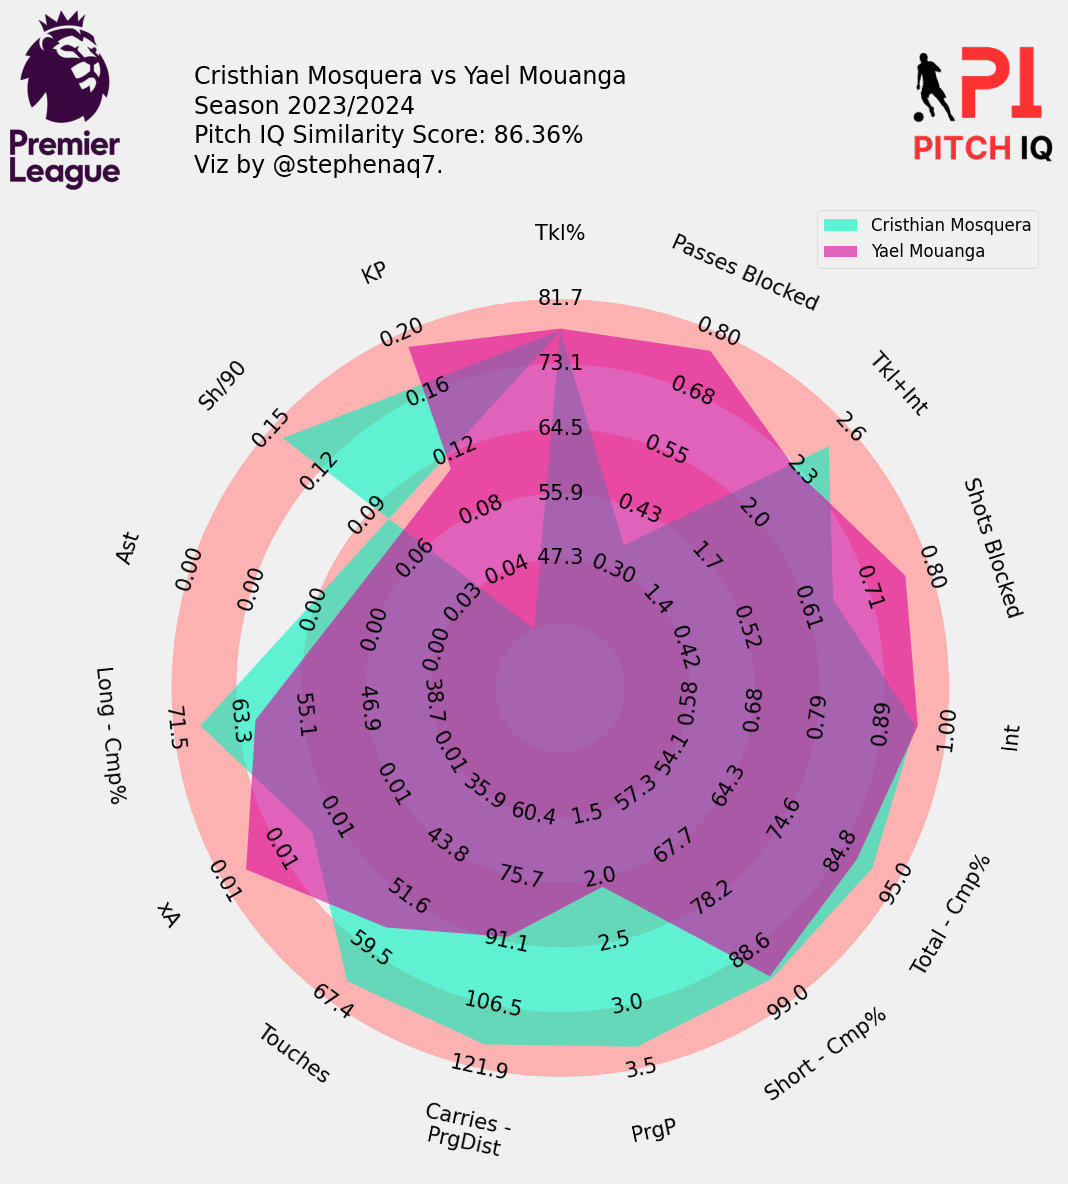 Premier
League
Cristhian Mosquera vs Yael Mouanga
Season 2023/2024
Pitch IQ Similarity Score: 86.36%
Viz by @stephenaq7.
PI
PITCH IQ
Cristhian Mosquera
Yael Mouanga
Tkl%
81.7
73.1
64.5
55.9
47.3
Passes Blocked
0.80
0.68
0.55
0.43
0.30
Tkl+Int
2.6
2.3
2.0
1.7
1.4
Shots Blocked
0.80
0.71
0.61
0.52
0.42
Int
1.00
0.89
0.79
0.68
0.58
Total - Cmp%
95.0
84.8
74.6
64.3
54.1
Short - Cmp%
99.0
88.6
78.2
67.7
57.3
PrgP
3.5
3.0
2.5
2.0
1.5
Carries -
PrgDist
121.9
106.5
91.1
75.7
60.4
Touches
67.4
59.5
51.6
43.8
35.9
xA
0.01
0.01
0.01
0.01
0.01
Long - Cmp%
71.5
63.3
55.1
46.9
38.7
Ast
0.00
0.00
0.00
0.00
0.00
Sh/90
0.15
0.12
0.09
0.06
0.03
KP
0.20
0.16
0.12
0.08
0.04